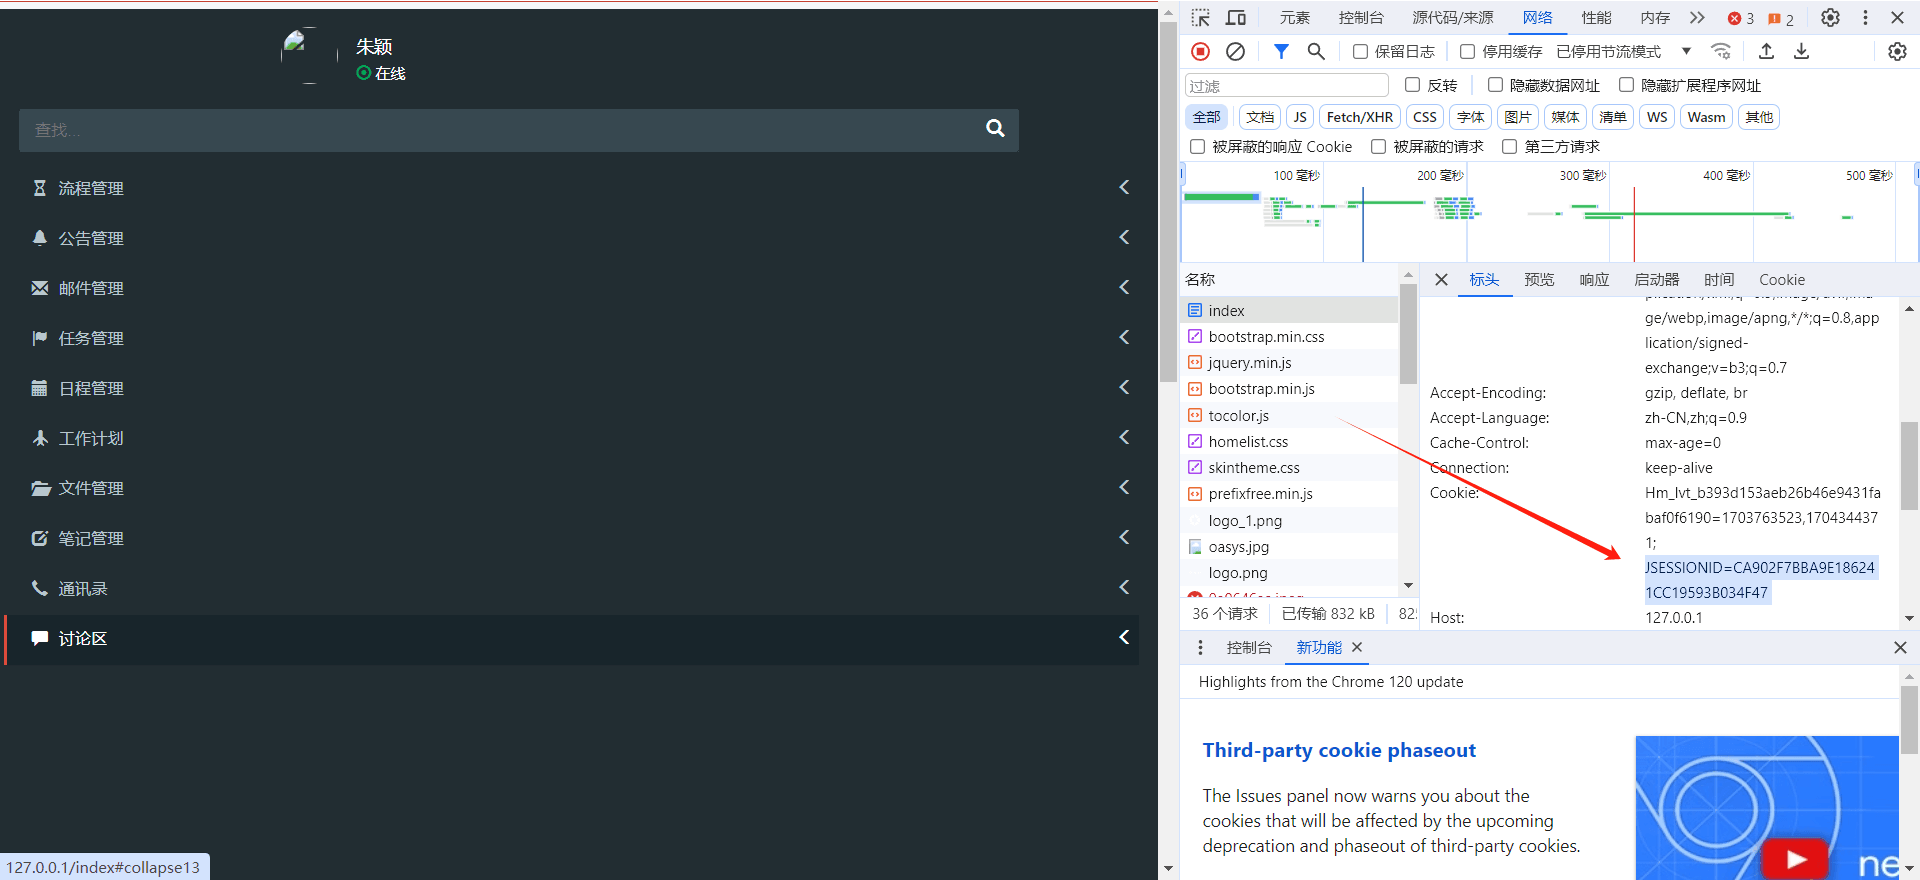 朱颖
在线
查找...
流程管理
公告管理
邮件管理
任务管理
日程管理
工作计划
文件管理
笔记管理
通讯录
讨论区
127.0.0.1/index#collapse13
元素 控制台 源代码/来源 网络 性能 内存 3 2
保留日志 停用缓存 已停用节流模式
过滤 反转 隐藏数据网址 隐藏扩展程序网址
全部 文档 JS Fetch/XHR CSS 字体 图片 媒体 清单 WS Wasm 其他
被屏蔽的响应 Cookie 被屏蔽的请求 第三方请求
100 毫秒 200 毫秒 300 毫秒 400 毫秒 500 毫秒
名称
index
bootstrap.min.css
jquery.min.js
bootstrap.min.js
tocolor.js
homelist.css
skintheme.css
prefixfree.min.js
logo_1.png
oasys.jpg
logo.png
36 个请求 已传输 832 kB
标头 预览 响应 启动器 时间 Cookie
ge/webp,image/apng,*/*;q=0.8,app
lication/signed-
exchange;v=b3;q=0.7
Accept-Encoding: gzip, deflate, br
Accept-Language: zh-CN,zh;q=0.9
Cache-Control: max-age=0
Connection: keep-alive
Cookie: Hm_lvt_b393d153aeb26b46e9431fa
baf0f6190=1703763523,170434437
1;
JSESSIONID=CA902F7BBA9E18624
1CC19593B034F47
Host: 127.0.0.1
控制台 新功能
Highlights from the Chrome 120 update
Third-party cookie phaseout
The Issues panel now warns you about the
cookies that will be affected by the upcoming
deprecation and phaseout of third-party cookies.
ne